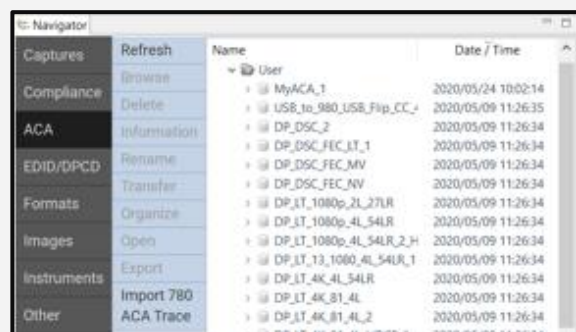 Navigator
Captures
Compliance
ACA
EDID/DPCD
Formats
Images
Instruments
Other
Refresh
Browse
Delete
Information
Rename
Transfer
Organize
Open
Export
Import 780
ACA Trace
Name Date / Time
User
MyACA_1 2020/05/24 10:02:14
USB_to_980_USB_Flip_CC_ 2020/05/09 11:26:35
DP_DSC_2 2020/05/09 11:26:34
DP_DSC_FEC_LT_1 2020/05/09 11:26:34
DP_DSC_FEC_MV 2020/05/09 11:26:34
DP_DSC_FEC_NV 2020/05/09 11:26:34
DP_LT_1080p_2L_27LR 2020/05/09 11:26:34
DP_LT_1080p_4L_54LR 2020/05/09 11:26:34
DP_LT_1080p_4L_54LR_2_H 2020/05/09 11:26:34
DP_LT_13_1080_4L_54LR_1 2020/05/09 11:26:34
DP_LT_4K_4L_54LR 2020/05/09 11:26:34
DP_LT_4K_81_4L 2020/05/09 11:26:34
DP_LT_4K_81_4L_2 2020/05/09 11:26:34